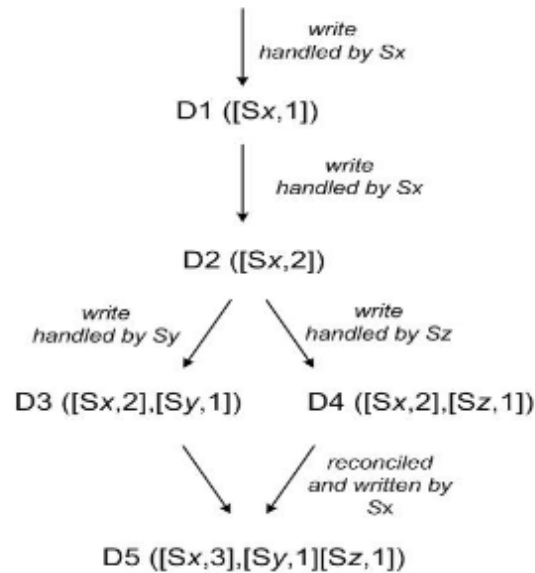 write
handled by Sx
D1 ([Sx,1])
write
handled by Sx
D2 ([Sx,2])
write
handled by Sy
write
handled by Sz
D3 ([Sx,2],[Sy,1])
D4 ([Sx,2],[Sz,1])
reconciled
and written by
Sx
D5 ([Sx,3],[Sy,1][Sz,1])